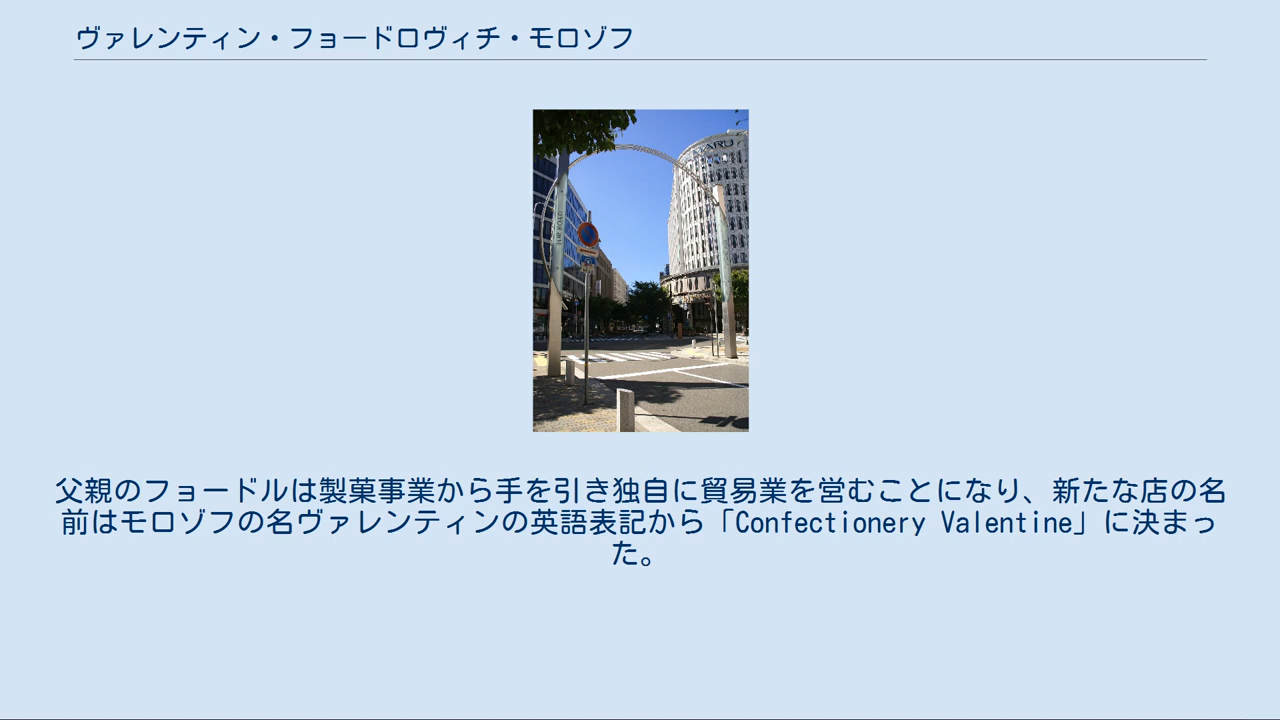 ヴァレンティン・フョードロヴィチ・モロゾフ
父親のフョードルは製菓事業から手を引き独自に貿易業を営むことになり、新たな店の名
前はモロゾフの名ヴァレンティンの英語表記から「Confectionery Valentine」に決まっ
た。